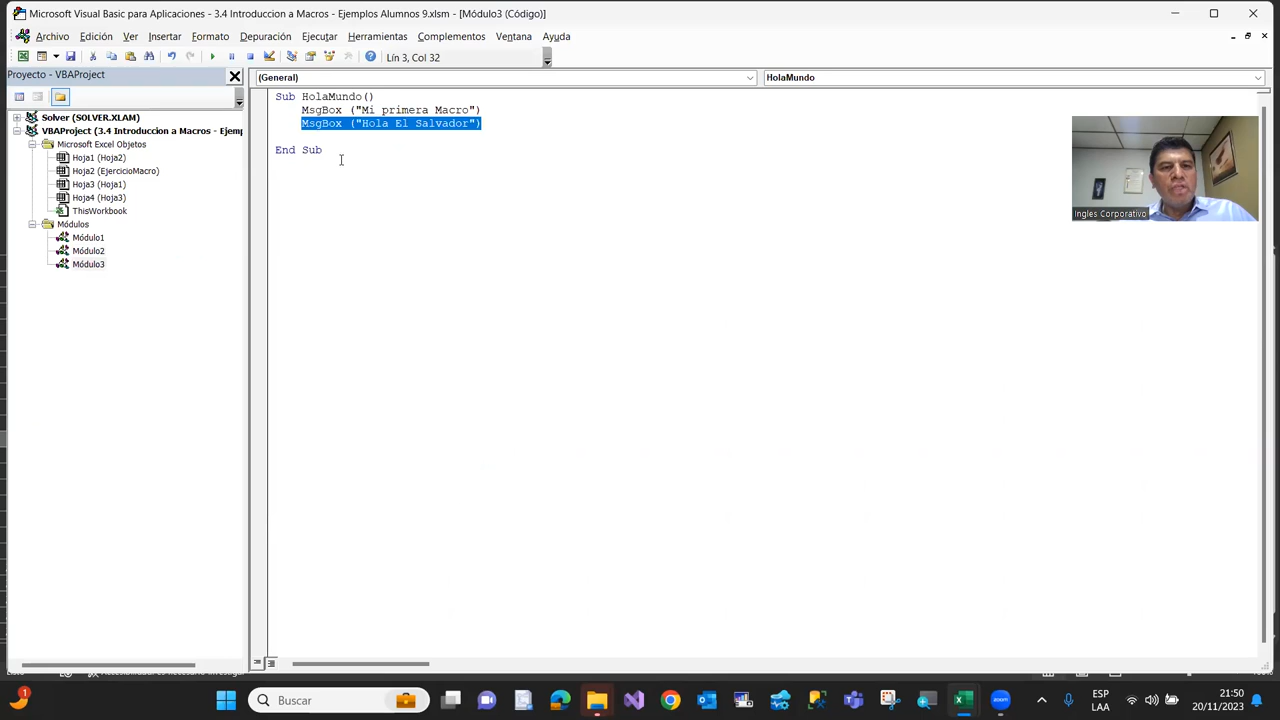 Microsoft Visual Basic para Aplicaciones - 3.4 Introduccion a Macros - Ejemplos Alumnos 9.xlsm - [Módulo3 (Código)]
Archivo Edición Ver Insertar Formato Depuración Ejecutar Herramientas Complementos Ventana Ayuda
Lín 3, Col 32
Proyecto - VBAProject
(General) HolaMundo
Solver (SOLVER.XLAM)
VBAProject (3.4 Introduccion a Macros - Ejemp
Microsoft Excel Objetos
Hoja1 (Hoja2)
Hoja2 (EjercicioMacro)
Hoja3 (Hoja1)
Hoja4 (Hoja3)
ThisWorkbook
Módulos
Módulo1
Módulo2
Módulo3
Sub HolaMundo()
MsgBox ("Mi primera Macro")
MsgBox ("Hola El Salvador")
End Sub
Ingles Corporativo
1
Buscar
ESP
LAA
21:50
20/11/2023